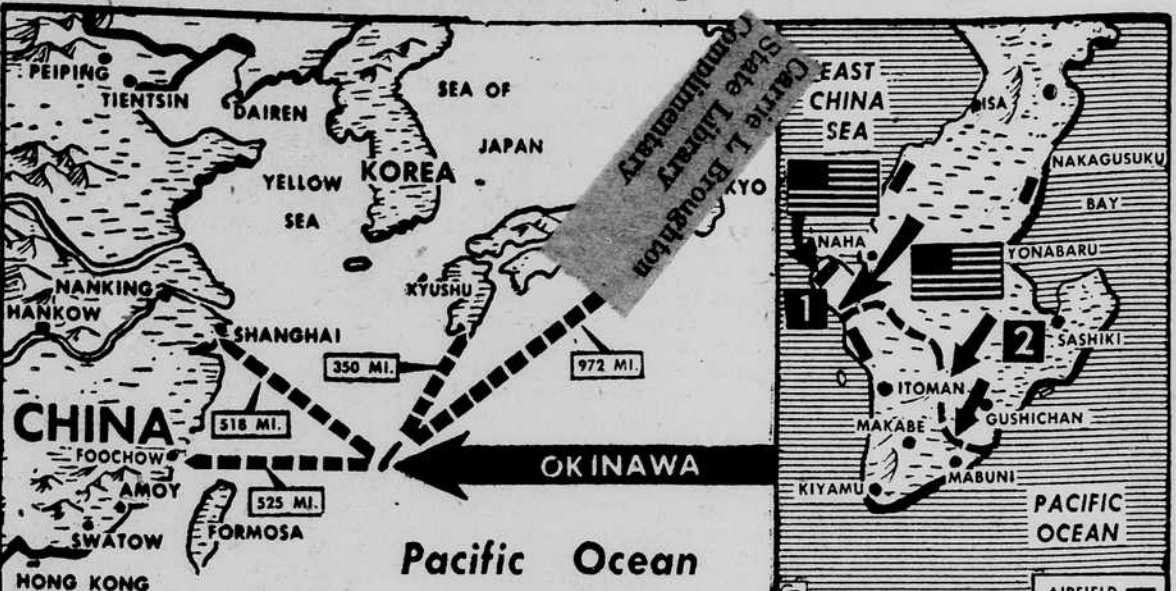 PEIPING
TIENTSIN
DAIREN
SEA OF
JAPAN
KOREA
YELLOW
SEA
KYO
Carrie L. Broughton
State Library
Complimentary
NANKING
HANKOW
SHANGHAI
KYUSHU
350 MI.
972 MI.
518 MI.
CHINA
FOOCHOW
AMOY
525 MI.
SWATOW
FORMOSA
HONG KONG
OKINAWA
Pacific Ocean
EAST
CHINA
SEA
ISA
NAKAGUSUKU
BAY
NAHA
YONABARU
1
2
SASHIKI
ITOMAN
GUSHICHAN
MAKABE
MABUNI
KIYAMU
PACIFIC
OCEAN
AIRFIELD